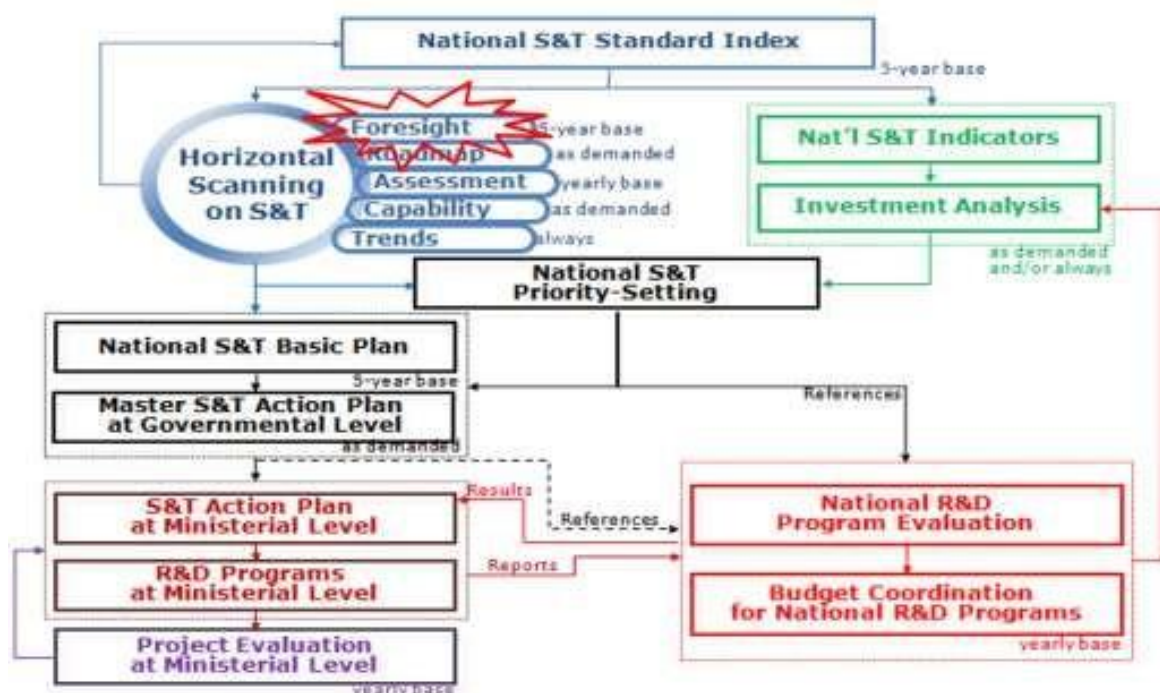 National S&T Standard Index
5-year base
Foresight
5-year base
Roadmap
as demanded
Horizontal
Scanning
on S&T
Assessment
yearly base
Capability
as demanded
Trends
always
Nat'l S&T Indicators
Investment Analysis
as demanded
and/or always
National S&T
Priority-Setting
National S&T Basic Plan
5-year base
Master S&T Action Plan
at Governmental Level
as demanded
References
S&T Action Plan
at Ministerial Level
Results
References
National R&D
Program Evaluation
R&D Programs
at Ministerial Level
Reports
Budget Coordination
for National R&D Programs
yearly base
Project Evaluation
at Ministerial Level
yearly base